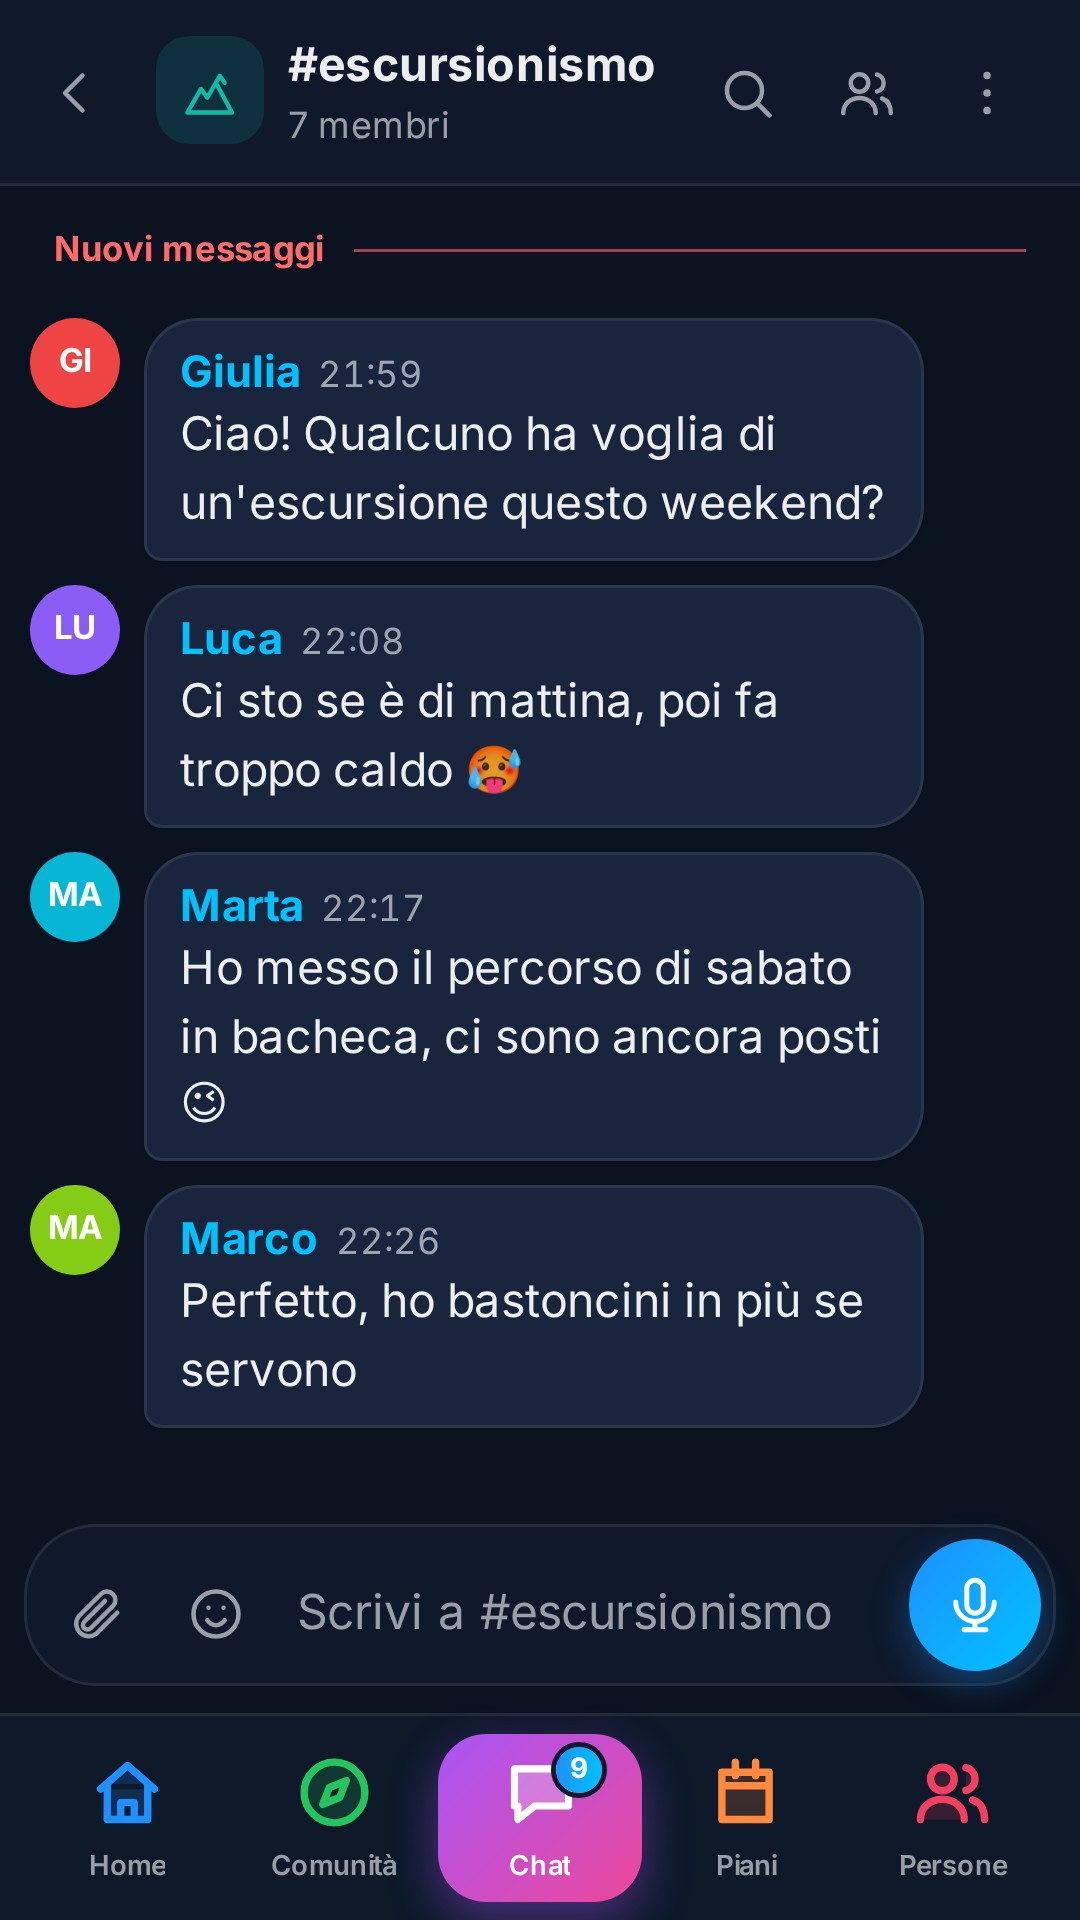 #escursionismo
7 membri
Nuovi messaggi
GI
Giulia 21:59
Ciao! Qualcuno ha voglia di
un'escursione questo weekend?
LU
Luca 22:08
Ci sto se è di mattina, poi fa
troppo caldo 🥵
MA
Marta 22:17
Ho messo il percorso di sabato
in bacheca, ci sono ancora posti
😉
MA
Marco 22:26
Perfetto, ho bastoncini in più se
servono
Scrivi a #escursionismo
9
Home
Comunità
Chat
Piani
Persone